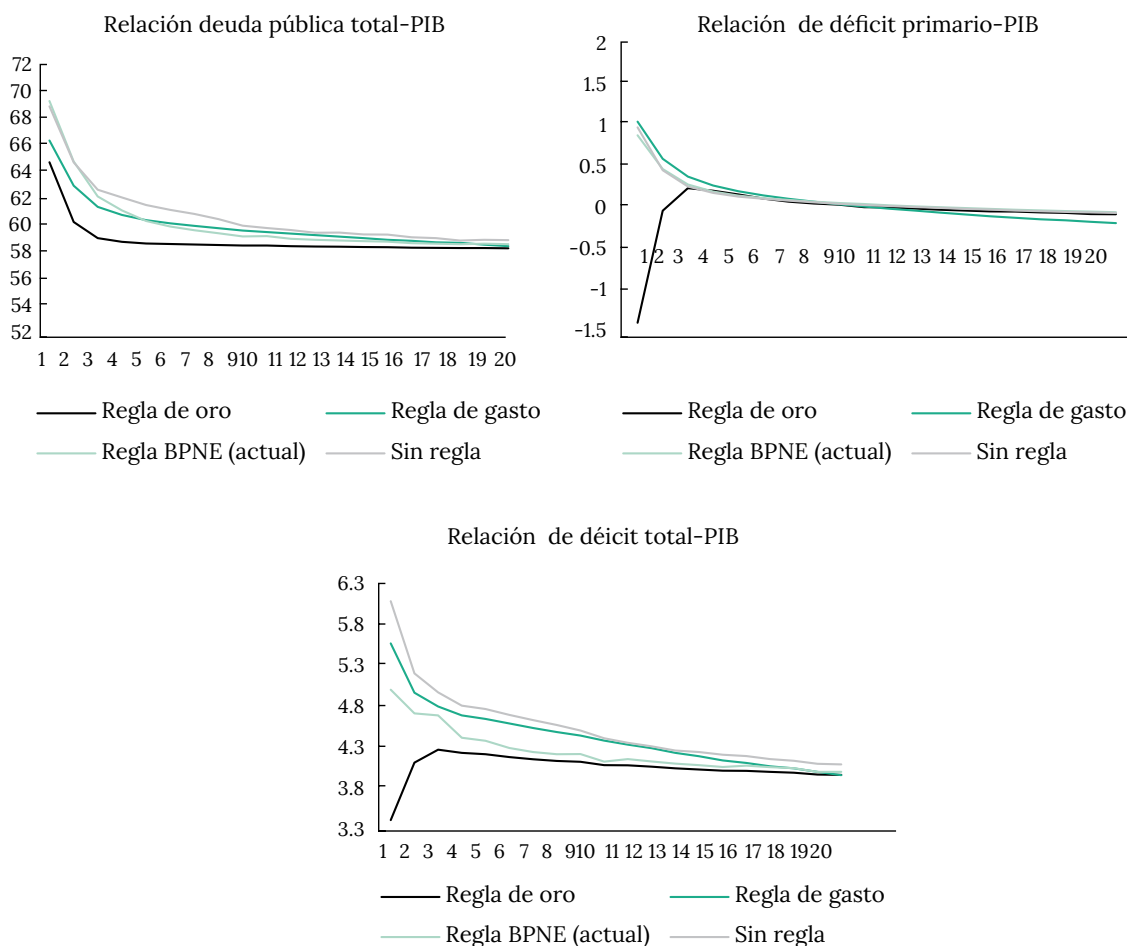 Relación deuda pública total-PIB
72
70
68
66
64
62
60
58
56
54
52
1 2 3 4 5 6 7 8 910 11 12 13 14 15 16 17 18 19 20
Regla de oro
Regla de gasto
Regla BPNE (actual)
Sin regla
Relación de déficit primario-PIB
2
1.5
1
0.5
0
-0.5
-1
-1.5
1 2 3 4 5 6 7 8 910 11 12 13 14 15 16 17 18 19 20
Regla de oro
Regla de gasto
Regla BPNE (actual)
Sin regla
Relación de déicit total-PIB
6.3
5.8
5.3
4.8
4.3
3.8
3.3
1 2 3 4 5 6 7 8 910 11 12 13 14 15 16 17 18 19 20
Regla de oro
Regla de gasto
Regla BPNE (actual)
Sin regla